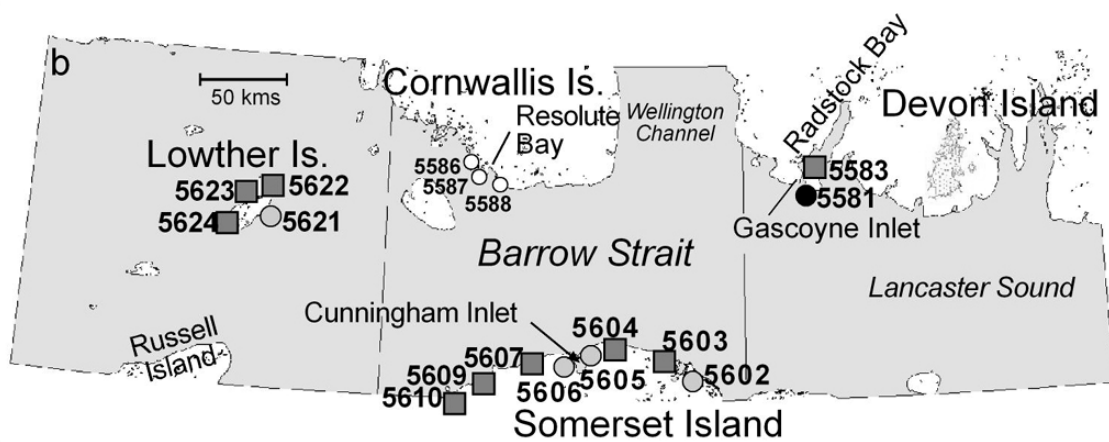 b
50 kms
Cornwallis Is.
Resolute
Bay
Wellington
Channel
Radstock Bay
Devon Island
Lowther Is.
5586
5587
5588
5583
5581
Gascoyne Inlet
5623
5622
5624
5621
Barrow Strait
Lancaster Sound
Cunningham Inlet
Russell
Island
5604
5603
5607
5602
5609
5605
5606
5610
Somerset Island